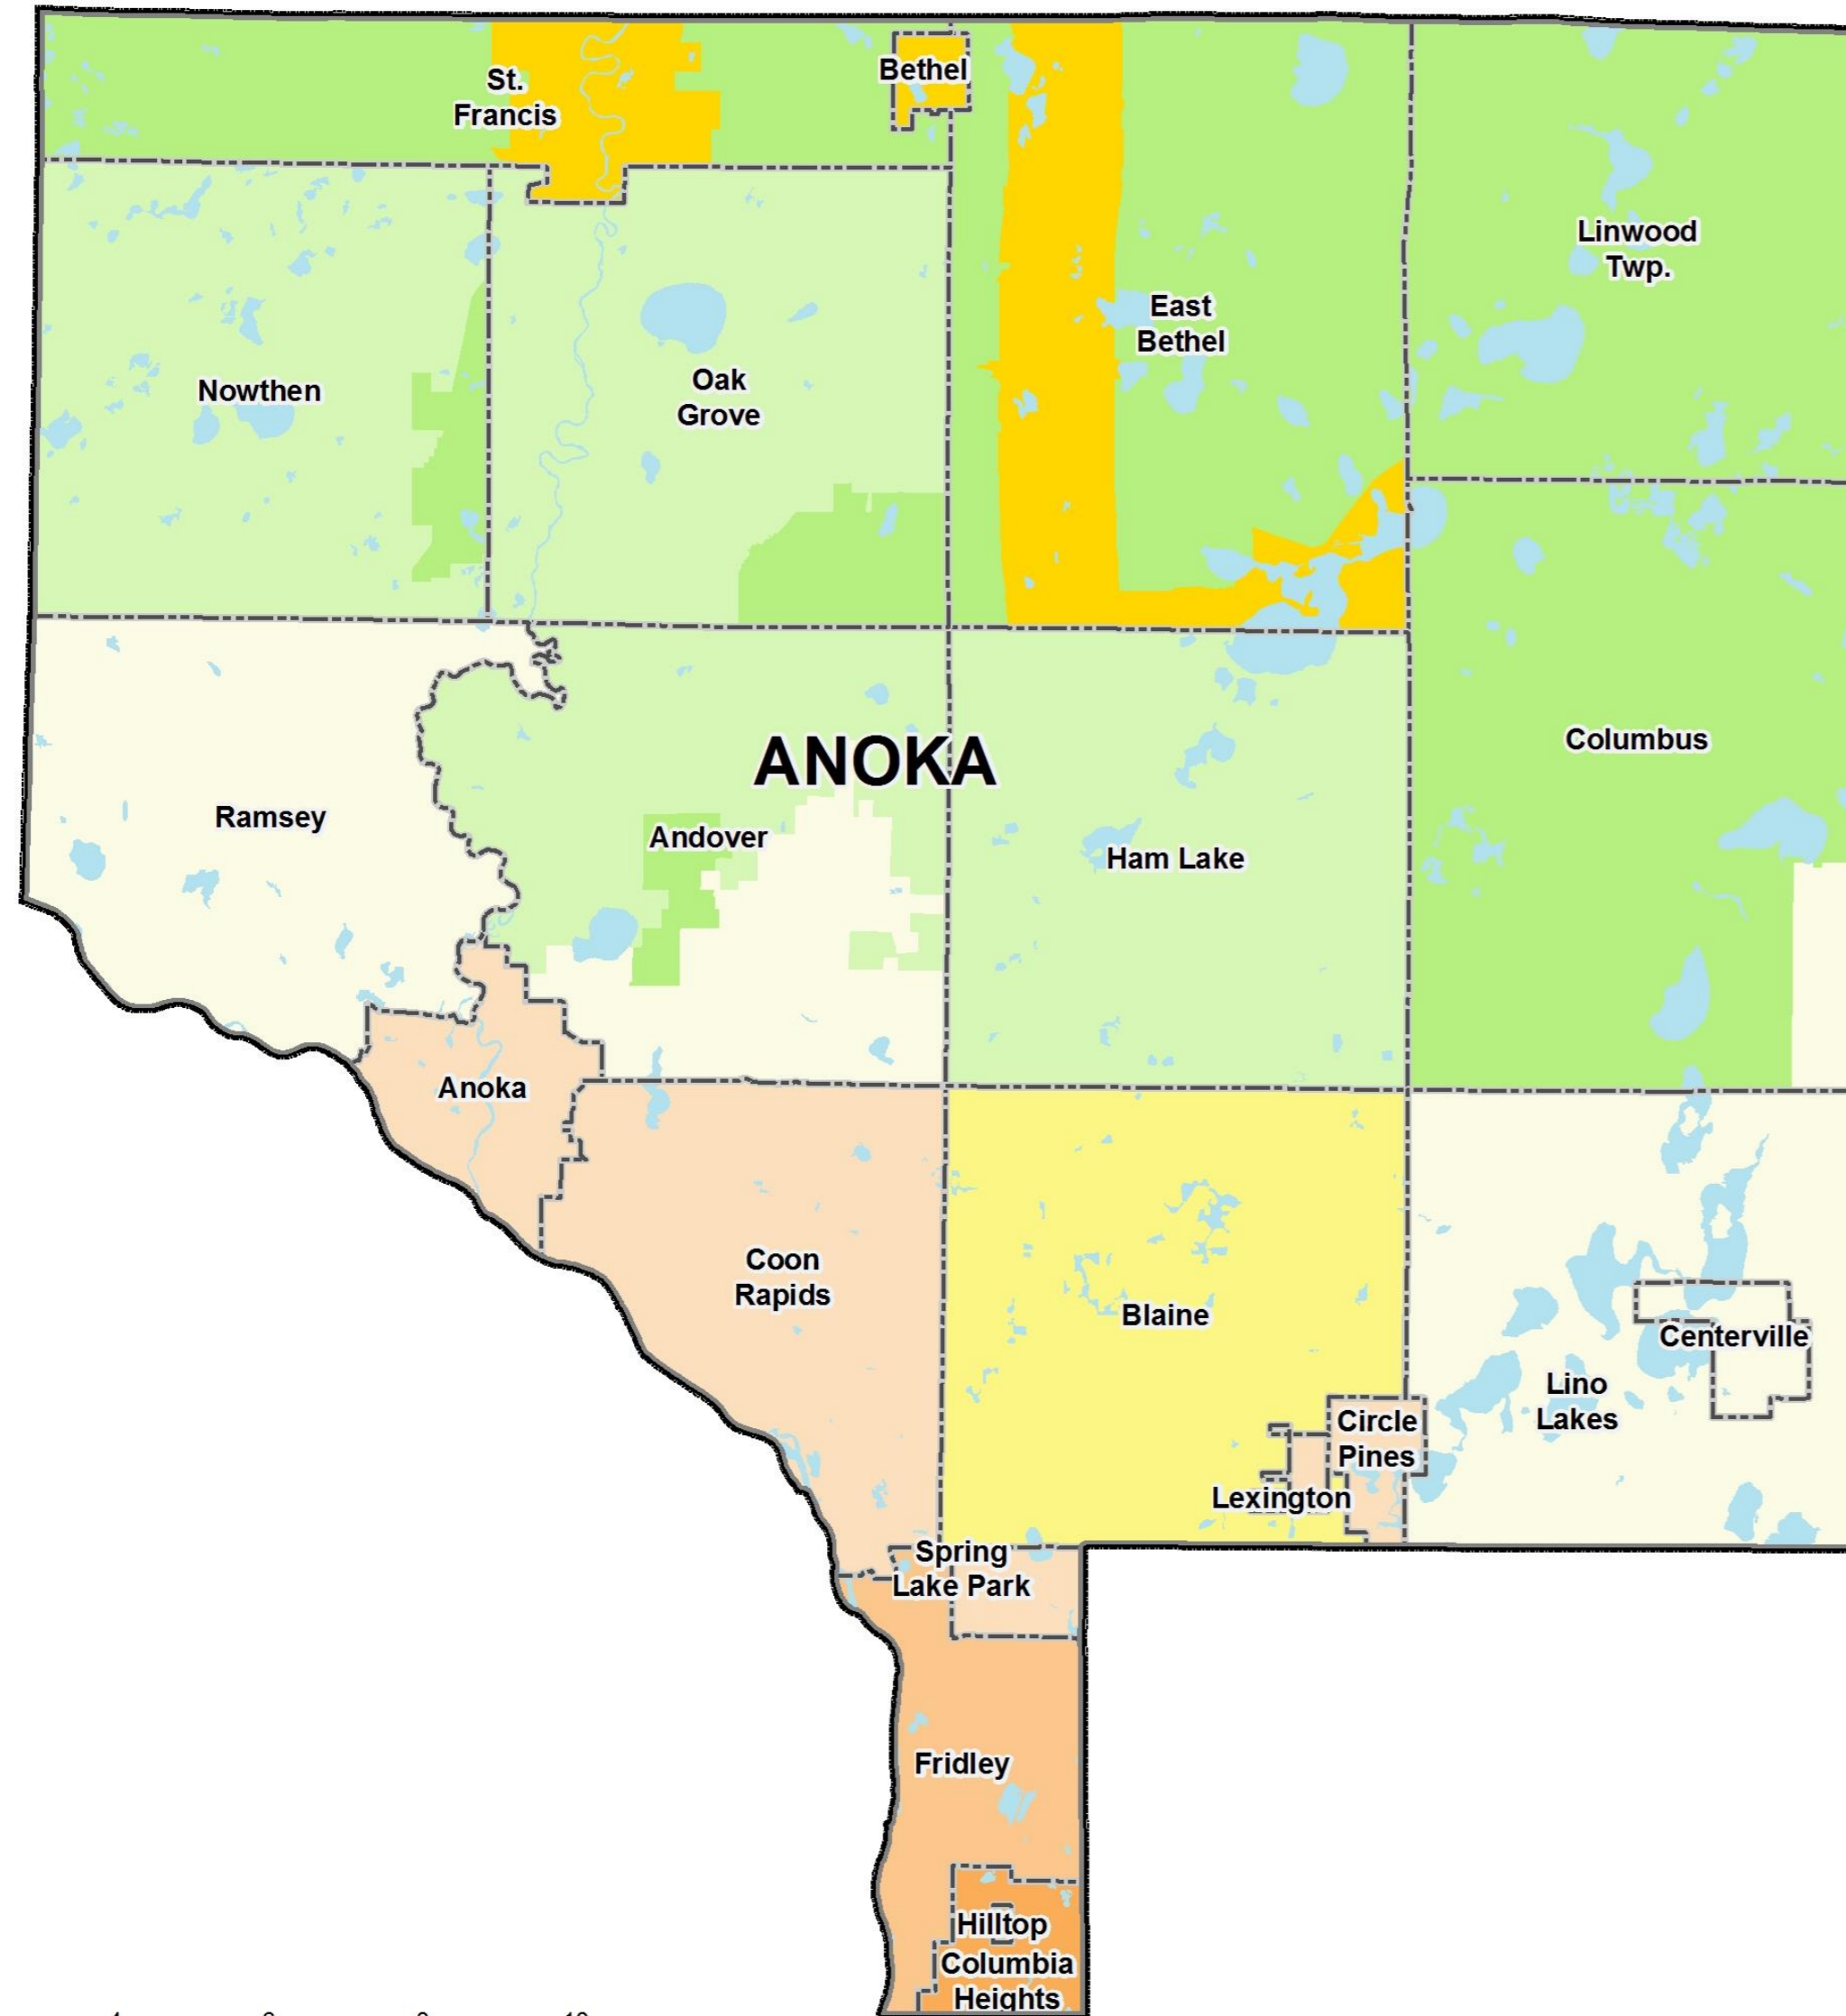 St.
Francis
Bethel
Linwood
Twp.
East
Bethel
Nowthen
Oak
Grove
Columbus
ANOKA
Ramsey
Andover
Ham Lake
Anoka
Coon
Rapids
Blaine
Centerville
Lino
Lakes
Circle
Pines
Lexington
Spring
Lake Park
Fridley
Hilltop
Columbia
Heights